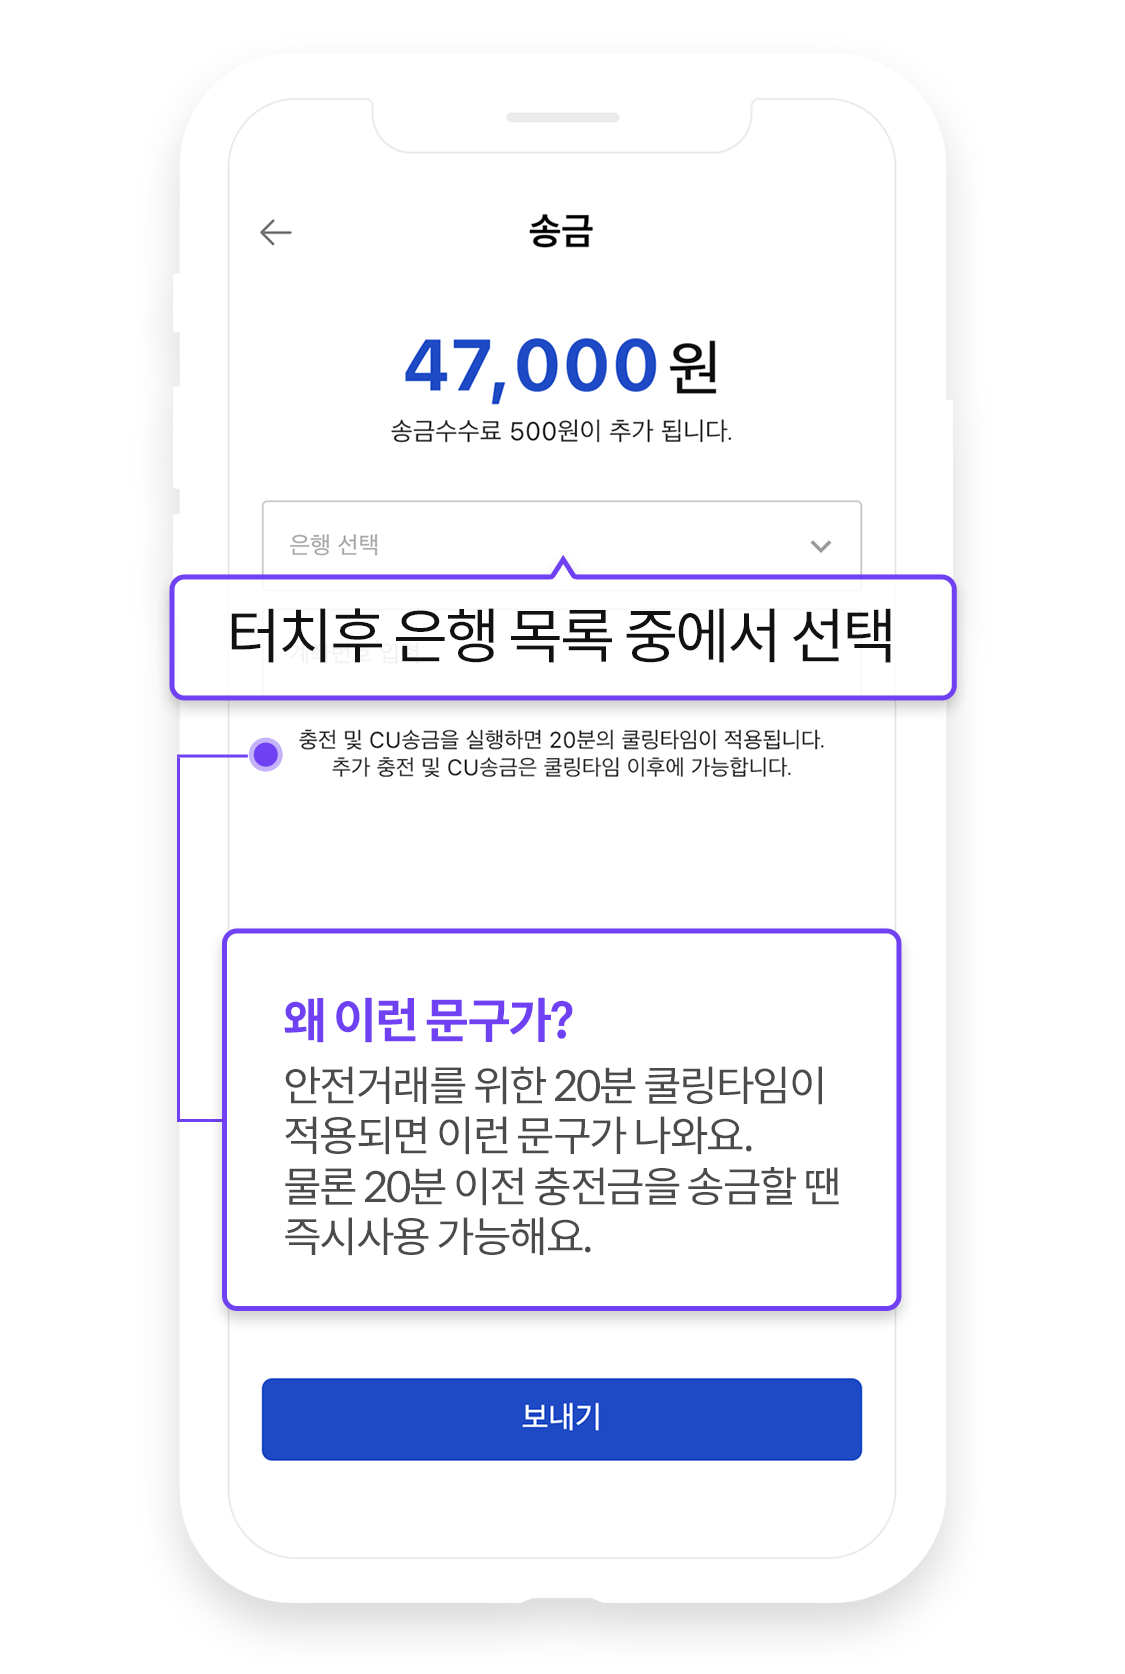 송금
47,000원
송금수수료 500원이 추가 됩니다.
은행 선택
터치후 은행 목록 중에서 선택
충전 및 CU송금을 실행하면 20분의 쿨링타임이 적용됩니다.
추가 충전 및 CU송금은 쿨링타임 이후에 가능합니다.
왜 이런 문구가?
안전거래를 위한 20분 쿨링타임이
적용되면 이런 문구가 나와요.
물론 20분 이전 충전금을 송금할 땐
즉시사용 가능해요.
보내기